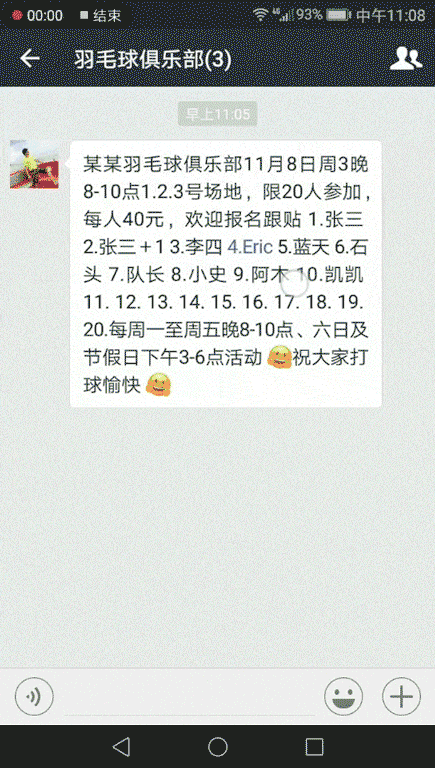 00:00 结束 4G 93% 中午11:08
羽毛球俱乐部(3)
早上11:05
某某羽毛球俱乐部11月8日周3晚
8-10点1.2.3号场地，限20人参加，
每人40元，欢迎报名跟贴 1.张三
2.张三＋1 3.李四 4.Eric 5.蓝天 6.石
头 7.队长 8.小史 9.阿木 10.凯凯
11. 12. 13. 14. 15. 16. 17. 18. 19.
20.每周一至周五晚8-10点、六日及
节假日下午3-6点活动 祝大家打
球愉快